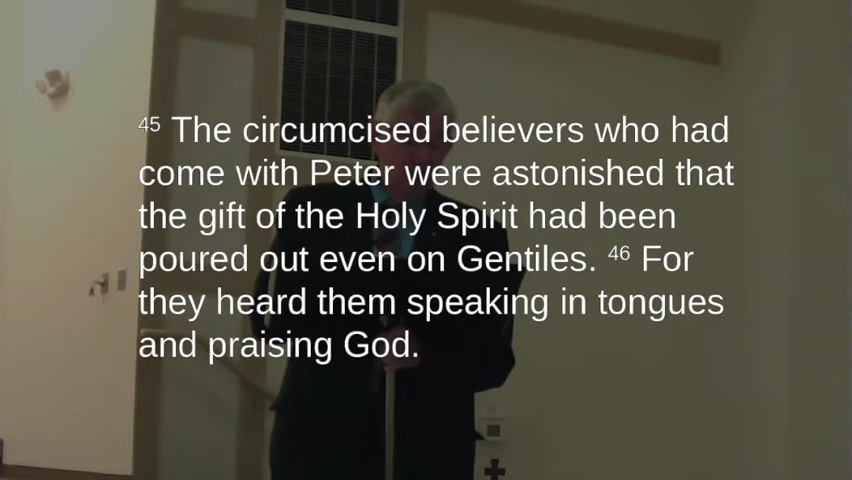 45 The circumcised believers who had
come with Peter were astonished that
the gift of the Holy Spirit had been
poured out even on Gentiles. 46 For
they heard them speaking in tongues
and praising God.